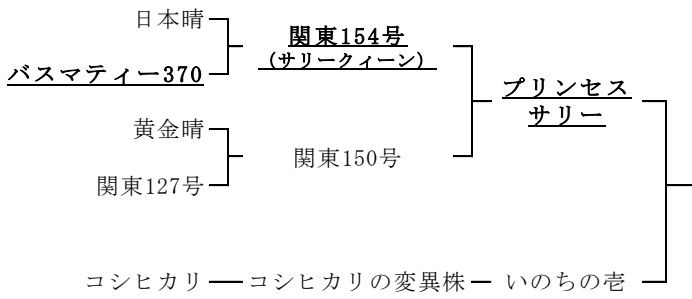 日本晴
関東154号
(サリークィーン)
バスマティー370
プリンセス
サリー
黄金晴
関東150号
関東127号
コシヒカリ
コシヒカリの変異株
いのちの壱